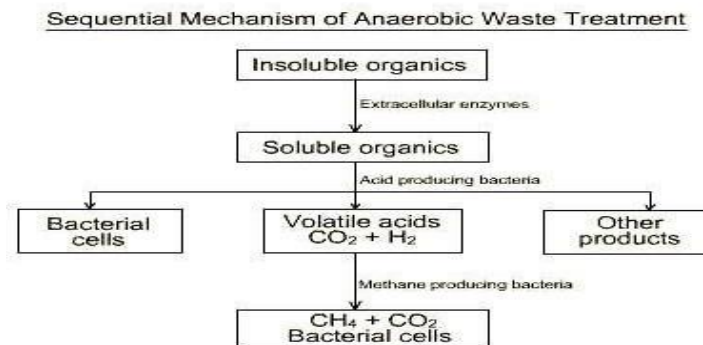 Sequential Mechanism of Anaerobic Waste Treatment
Insoluble organics
Extracellular enzymes
Soluble organics
Acid producing bacteria
Bacterial
cells
Volatile acids
CO₂ + H₂
Other
products
Methane producing bacteria
CH₄ + CO₂
Bacterial cells